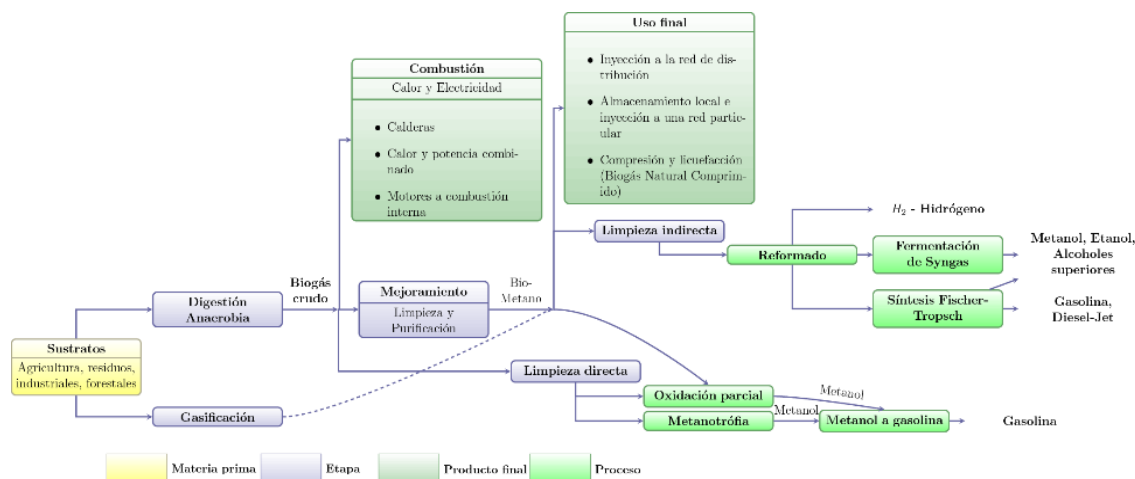 Uso final
● Inyección a la red de dis-
tribución
● Almacenamiento local e
inyección a una red particu-
lar
● Compresión y licuefacción
(Biogás Natural Comprim-
ido)
Combustión
Calor y Electricidad
● Calderas
● Calor y potencia combi-
nado
● Motores a combustión
interna
H₂ - Hidrógeno
Limpieza indirecta
Reformado
Fermentación
de Syngas
Metanol, Etanol,
Alcoholes
superiores
Síntesis Fischer-
Tropsch
Gasolina,
Diesel-Jet
Digestión
Anaerobia
Biogás
crudo
Mejoramiento
Limpieza y
Purificación
Bio-
Metano
Sustratos
Agricultura, residuos,
industriales, forestales
Gasificación
Limpieza directa
Oxidación parcial
Metanol
Metanotrófia
Metanol
Metanol a gasolina
Gasolina
Materia prima
Etapa
Producto final
Proceso